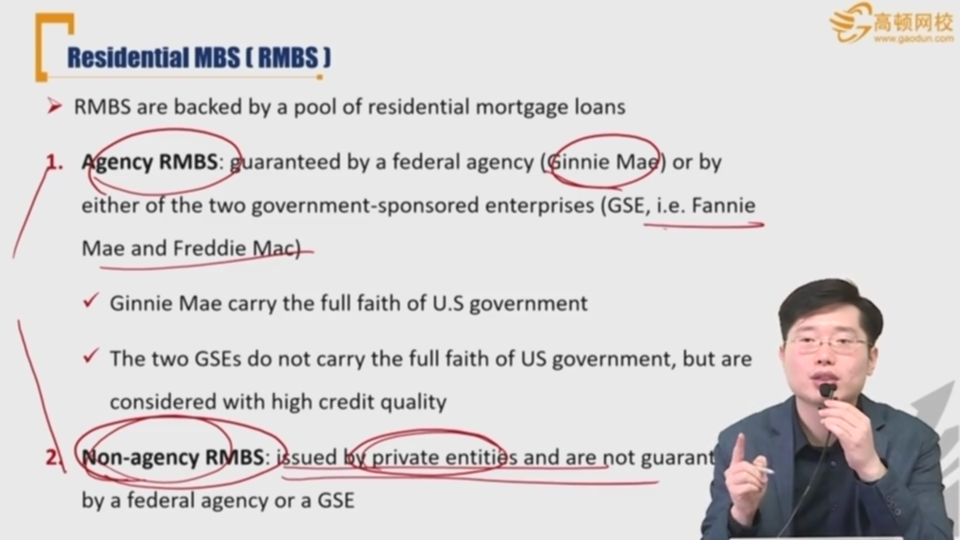 高顿网校
www.gaodun.com
Residential MBS ( RMBS )
RMBS are backed by a pool of residential mortgage loans
1. Agency RMBS: guaranteed by a federal agency (Ginnie Mae) or by
either of the two government-sponsored enterprises (GSE, i.e. Fannie
Mae and Freddie Mac)
✓ Ginnie Mae carry the full faith of U.S government
✓ The two GSEs do not carry the full faith of US government, but are
considered with high credit quality
2. Non-agency RMBS: issued by private entities and are not guarant
by a federal agency or a GSE